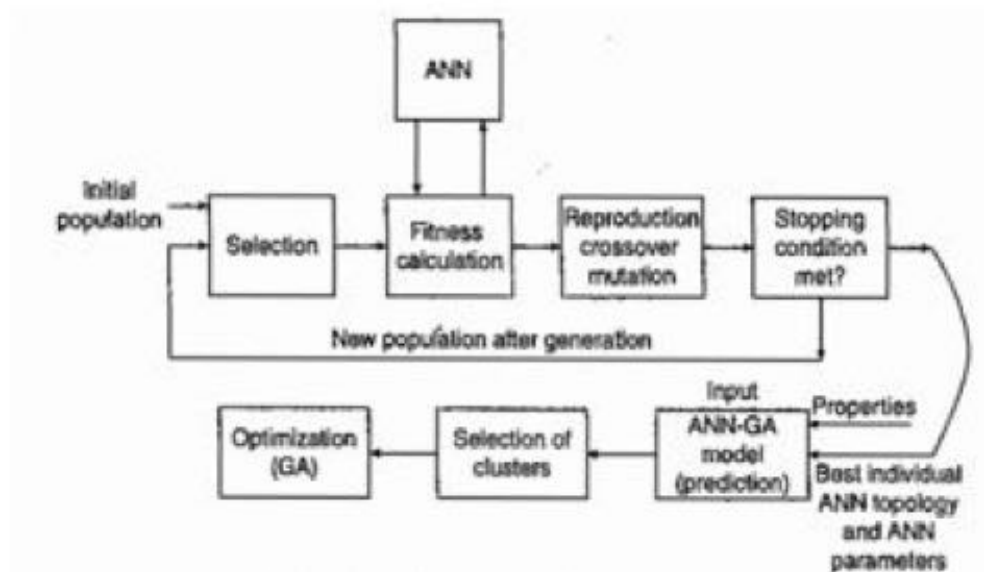 ANN
Initial
population
Selection
Fitness
calculation
Reproduction
crossover
mutation
Stopping
condition
met?
New population after generation
Optimization
(GA)
Selection of
clusters
Input
ANN-GA
model
(prediction)
Properties
Best individual
ANN topology
and ANN
parameters